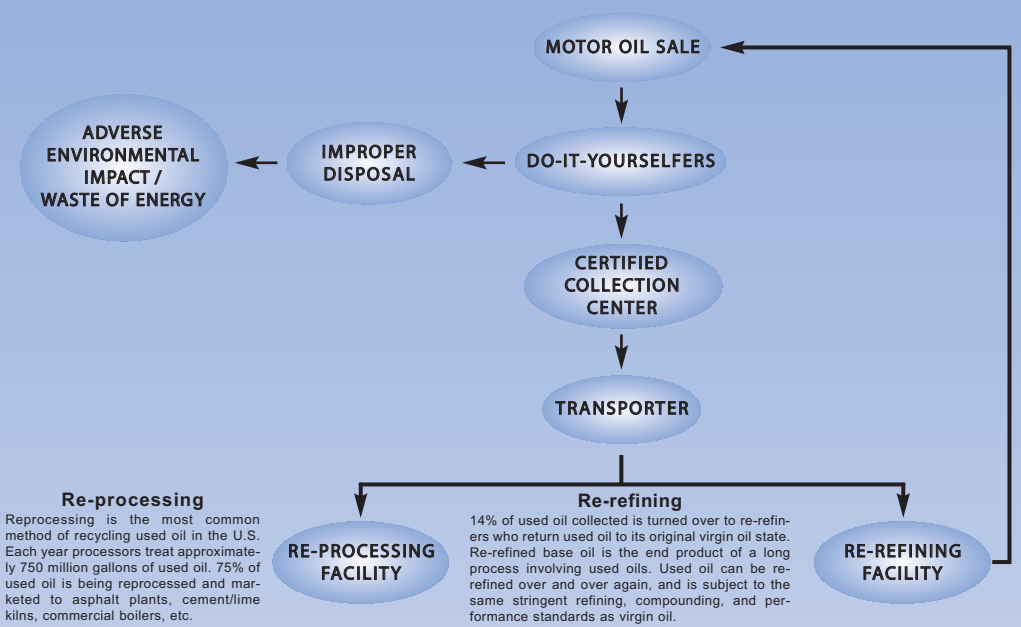 MOTOR OIL SALE
ADVERSE
ENVIRONMENTAL
IMPACT /
WASTE OF ENERGY
IMPROPER
DISPOSAL
DO-IT-YOURSELFERS
CERTIFIED
COLLECTION
CENTER
TRANSPORTER
Re-processing
Reprocessing is the most common
method of recycling used oil in the U.S.
Each year processors treat approximate-
ly 750 million gallons of used oil. 75% of
used oil is being reprocessed and mar-
keted to asphalt plants, cement/lime
kilns, commercial boilers, etc.
RE-PROCESSING
FACILITY
Re-refining
14% of used oil collected is turned over to re-refin-
ers who return used oil to its original virgin oil state.
Re-refined base oil is the end product of a long
process involving used oils. Used oil can be re-
refined over and over again, and is subject to the
same stringent refining, compounding, and per-
formance standards as virgin oil.
RE-REFINING
FACILITY